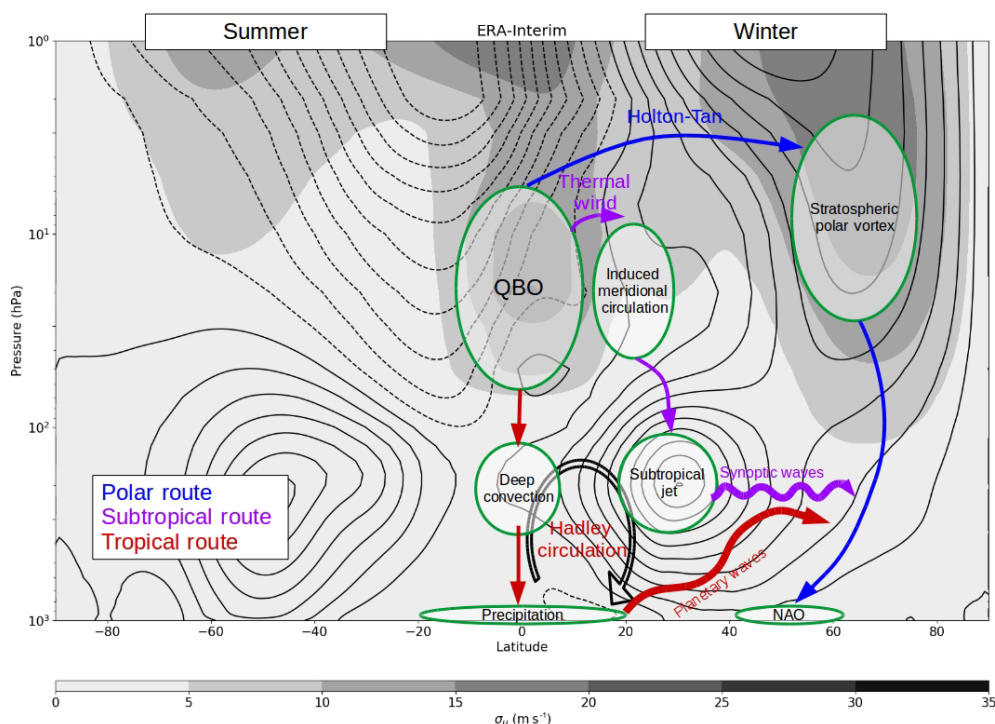 Summer
ERA-Interim
Winter
10⁰
Holton-Tan
Thermal
wind
Stratospheric
polar vortex
10¹
QBO
Induced
meridional
circulation
Pressure (hPa)
10²
Deep
convection
Subtropical
jet
Synoptic waves
Polar route
Subtropical route
Tropical route
Hadley
circulation
Planetary waves
10³
Precipitation
NAO
−80 −60 −40 −20 0 20 40 60 80
Latitude
0 5 10 15 20 25 30 35
σᵤ (m s⁻¹)